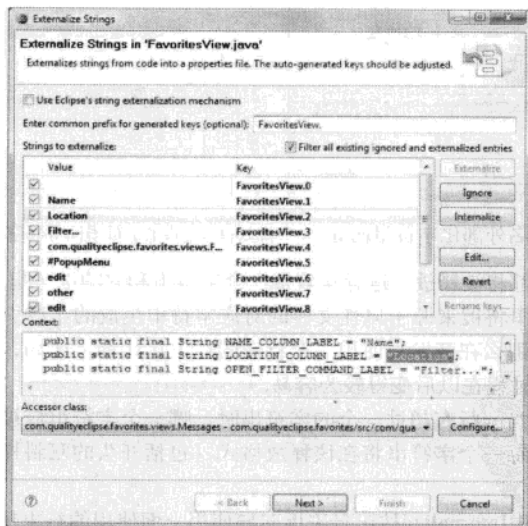 Externalize Strings
Externalize Strings in 'FavoritesView.java'
Externalizes strings from code into a properties file. The auto-generated keys should be adjusted.
Use Eclipse's string externalization mechanism
Enter common prefix for generated keys (optional): FavoritesView.
Strings to externalize: Filter all existing ignored and externalized entries
Value Key
FavoritesView.0
Name FavoritesView.1
Location FavoritesView.2
Filter... FavoritesView.3
com.qualityeclipse.favorites.views.F... FavoritesView.4
#PopupMenu FavoritesView.5
edit FavoritesView.6
other FavoritesView.7
edit FavoritesView.8
Externalize
Ignore
Internalize
Edit...
Revert
Rename keys...
Context:
public static final String NAME_COLUMN_LABEL = "Name";
public static final String LOCATION_COLUMN_LABEL = "Location";
public static final String OPEN_FILTER_COMMAND_LABEL = "Filter...";
Accessor class:
com.qualityeclipse.favorites.views.Messages - com.qualityeclipse.favorites/src/com/qua Configure...
< Back Next > Finish Cancel